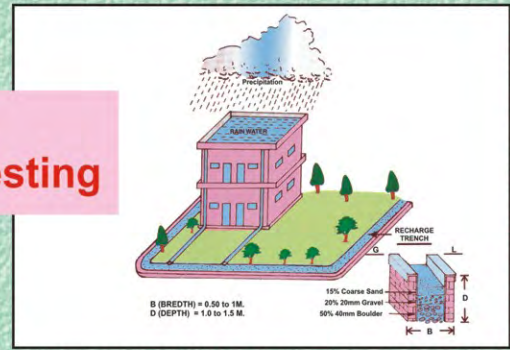 esting
Precipitation
RAIN WATER
RECHARGE
TRENCH
G L
15% Coarse Sand
20% 20mm Gravel
50% 40mm Boulder
D
B
B (BREDTH) = 0.50 to 1M.
D (DEPTH) = 1.0 to 1.5 M.